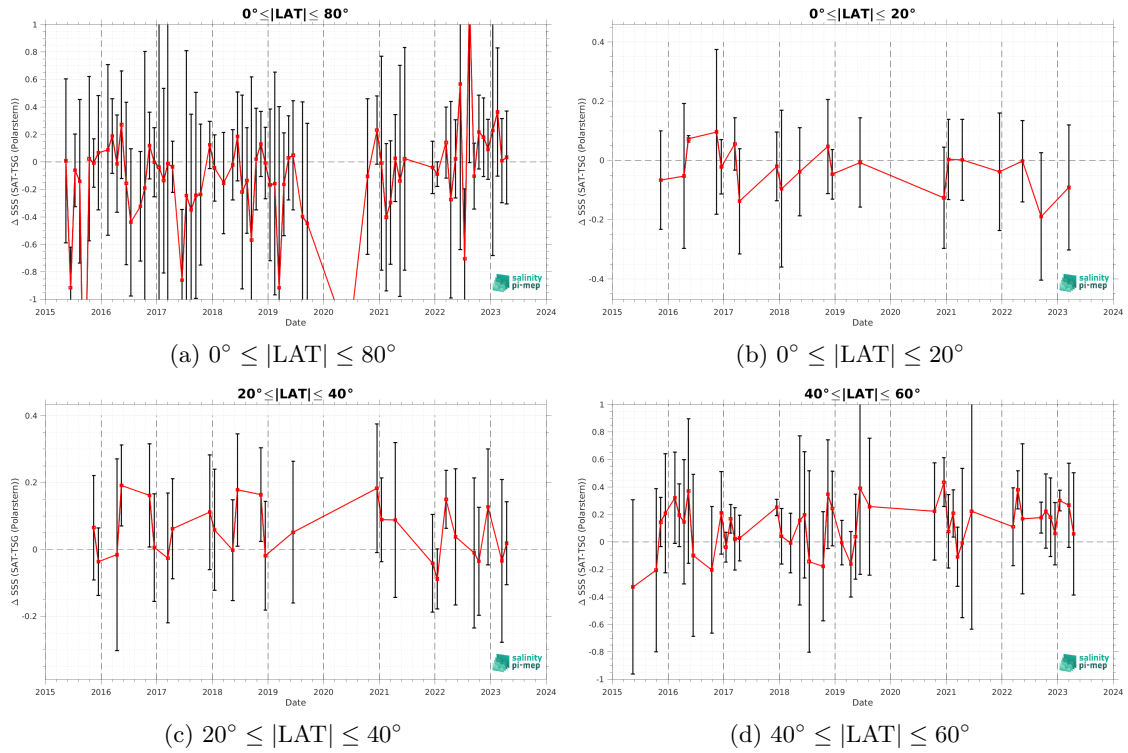 0°≤|LAT|≤ 80°
Δ SSS (SAT-TSG (Polarstern))
1
0.8
0.6
0.4
0.2
0
-0.2
-0.4
-0.6
-0.8
-1
2015 2016 2017 2018 2019 2020 2021 2022 2023 2024
Date
salinity
pi-mep
(a) 0° ≤ |LAT| ≤ 80°
0°≤|LAT|≤ 20°
Δ SSS (SAT-TSG (Polarstern))
0.4
0.2
0
-0.2
-0.4
2015 2016 2017 2018 2019 2020 2021 2022 2023 2024
Date
salinity
pi-mep
(b) 0° ≤ |LAT| ≤ 20°
20°≤|LAT|≤ 40°
Δ SSS (SAT-TSG (Polarstern))
0.4
0.2
0
-0.2
2015 2016 2017 2018 2019 2020 2021 2022 2023 2024
Date
salinity
pi-mep
(c) 20° ≤ |LAT| ≤ 40°
40°≤|LAT|≤ 60°
Δ SSS (SAT-TSG (Polarstern))
1
0.8
0.6
0.4
0.2
0
-0.2
-0.4
-0.6
-0.8
-1
2015 2016 2017 2018 2019 2020 2021 2022 2023 2024
Date
salinity
pi-mep
(d) 40° ≤ |LAT| ≤ 60°